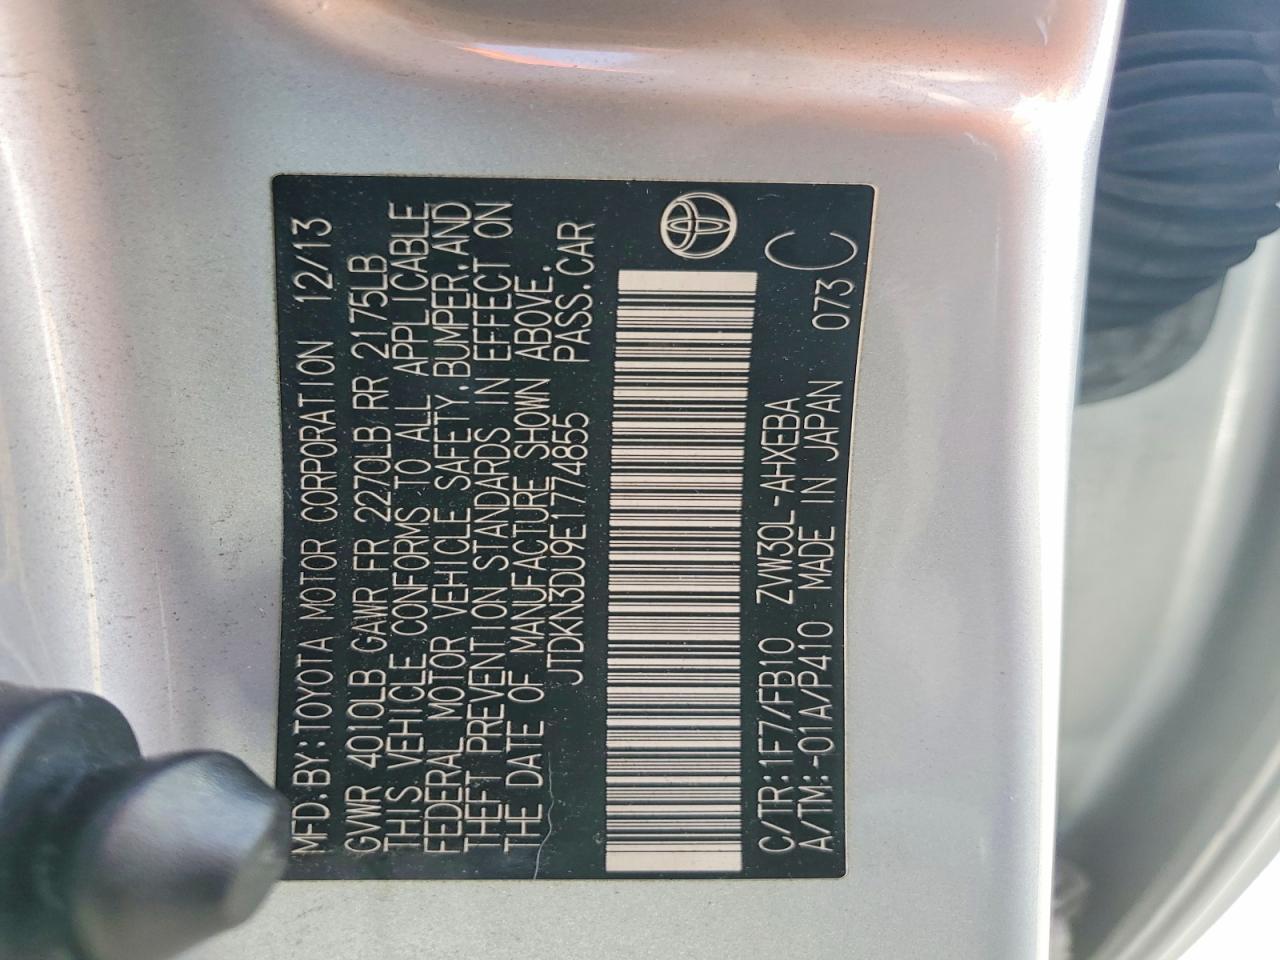 MFD.BY:TOYOTA MOTOR CORPORATION 12/13
GVWR 4010LB GAWR FR 2270LB RR 2175LB
THIS VEHICLE CONFORMS TO ALL APPLICABLE
FEDERAL MOTOR VEHICLE SAFETY,BUMPER,AND
THEFT PREVENTION STANDARDS IN EFFECT ON
THE DATE OF MANUFACTURE SHOWN ABOVE.
JTDKN3DU9E1774855 PASS.CAR
C/TR:1F7/FB10 ZVW30L-AHXEBA
A/TM:-01A/P410 MADE IN JAPAN 073 C